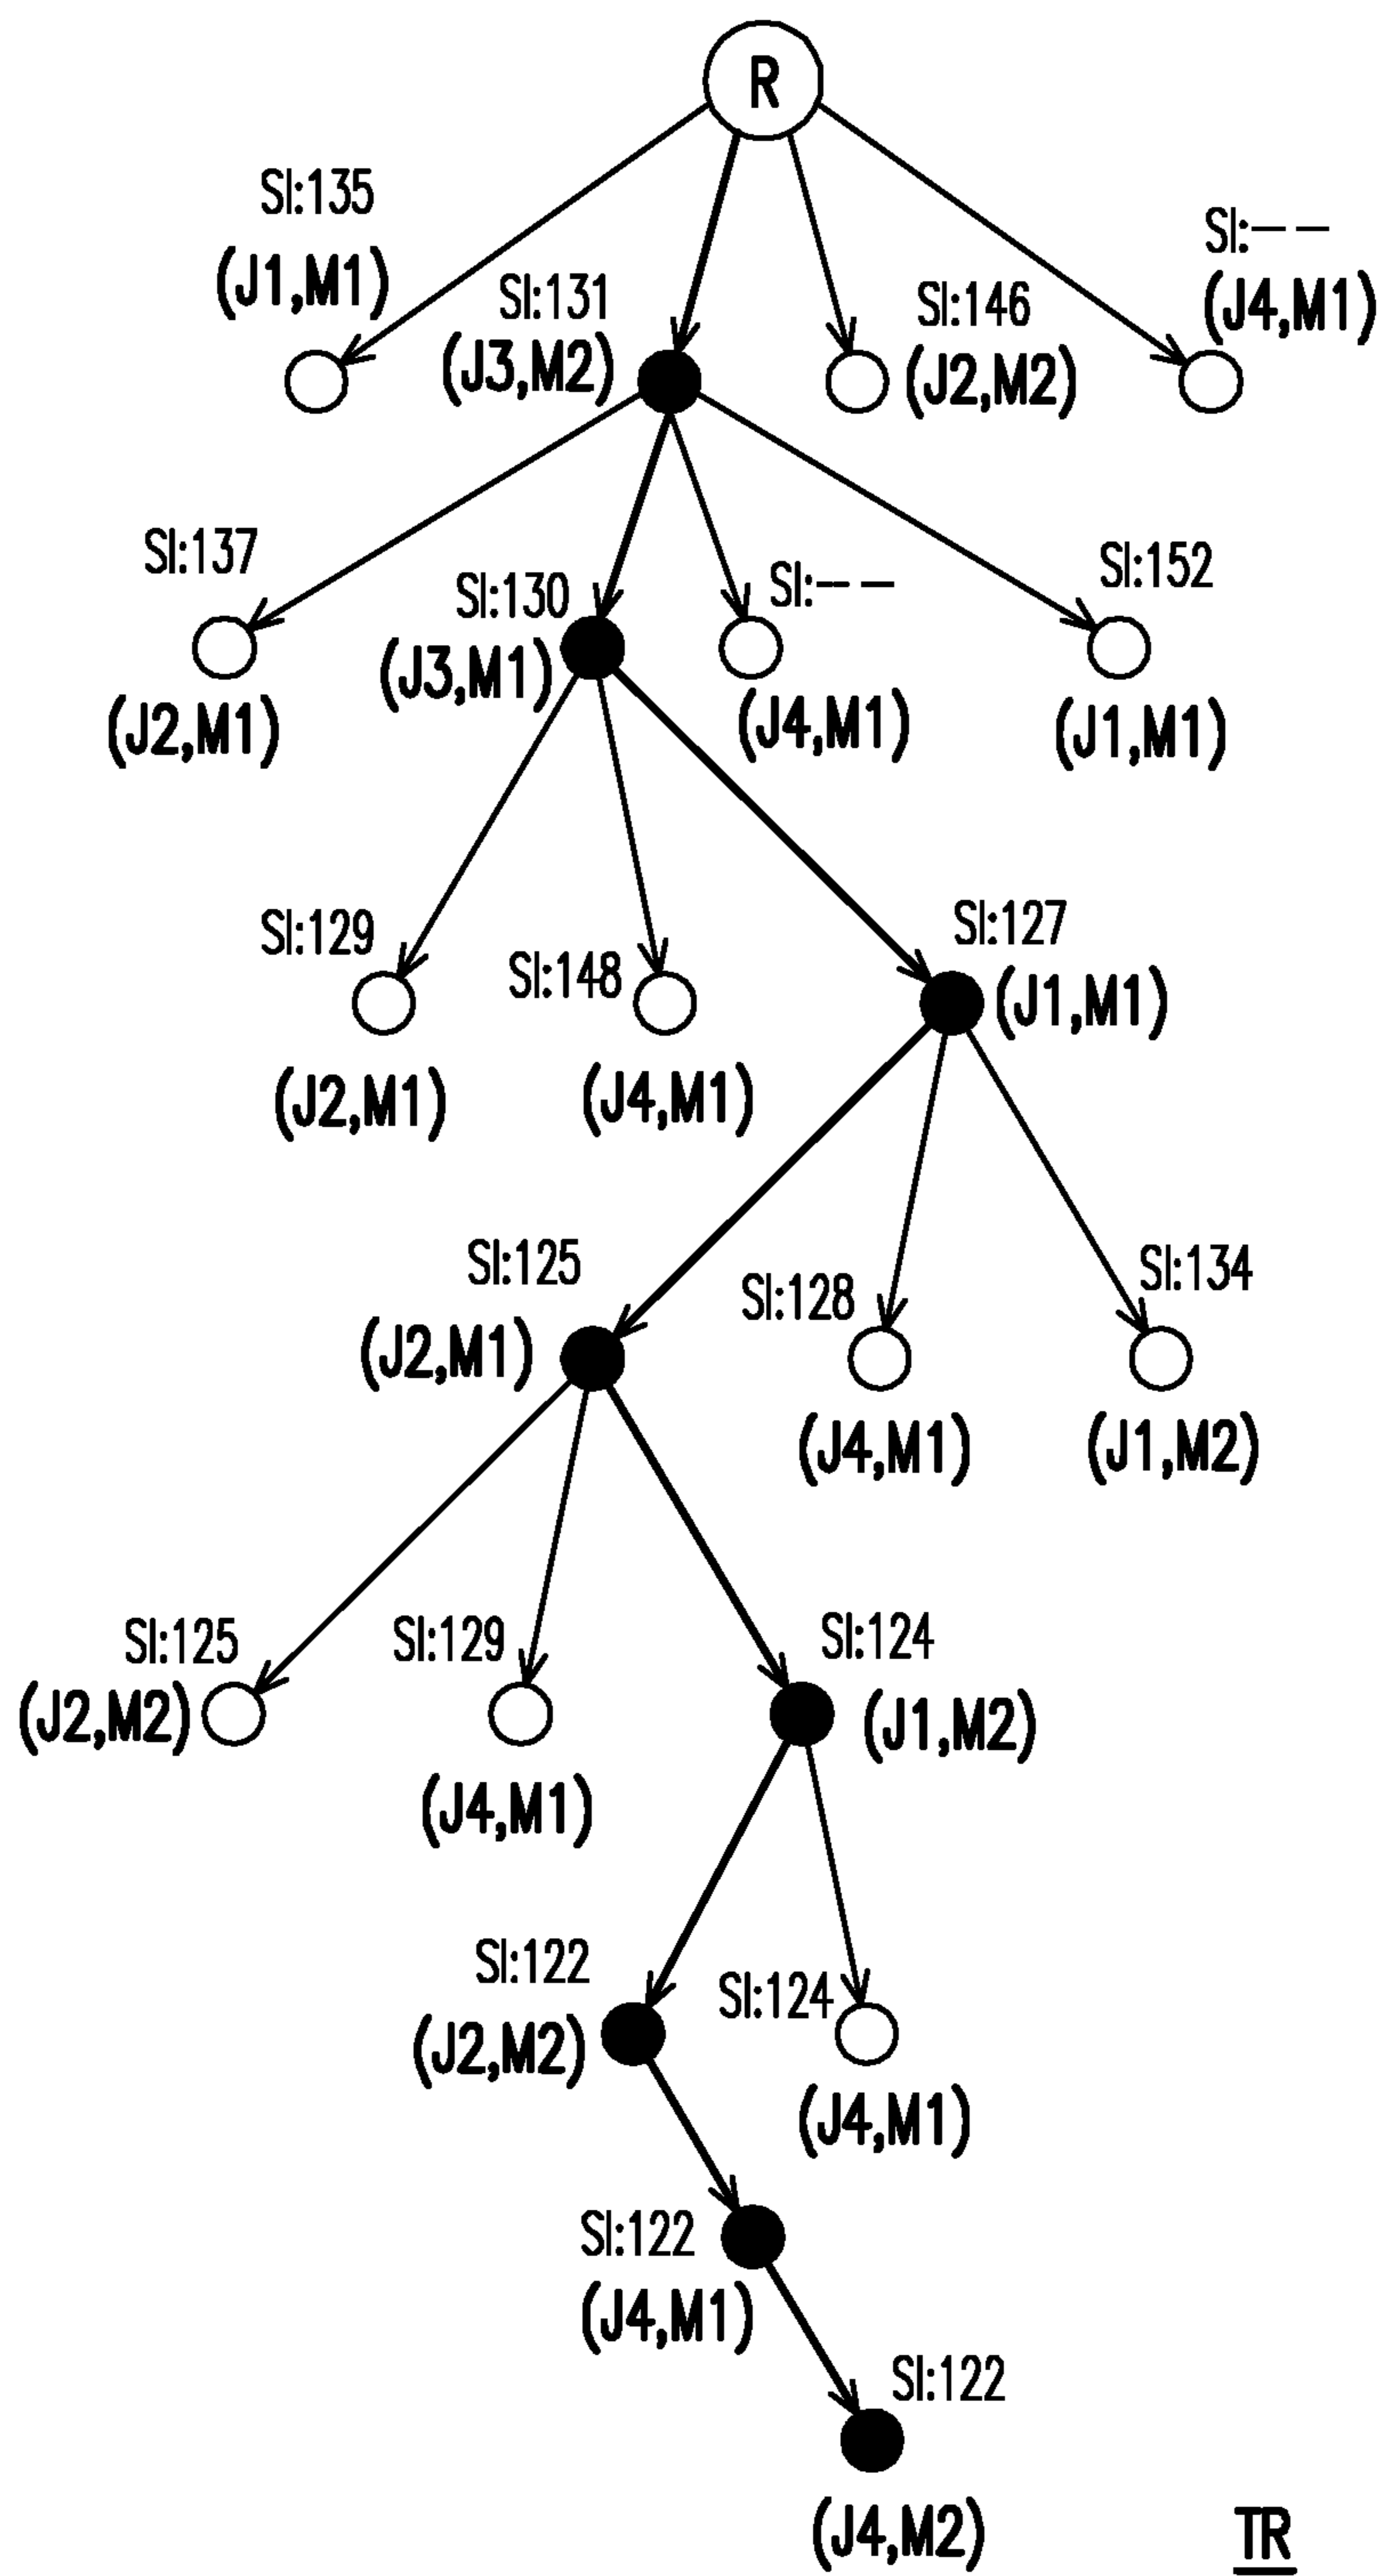 R
SI:135
(J1,M1)
SI:131
(J3,M2)
SI:146
(J2,M2)
SI:——
(J4,M1)
SI:137
(J2,M1)
SI:130
(J3,M1)
SI:——
(J4,M1)
SI:152
(J1,M1)
SI:129
(J2,M1)
SI:148
(J4,M1)
SI:127
(J1,M1)
SI:125
(J2,M1)
SI:128
(J4,M1)
SI:134
(J1,M2)
SI:125
(J2,M2)
SI:129
(J4,M1)
SI:124
(J1,M2)
SI:122
(J2,M2)
SI:124
(J4,M1)
SI:122
(J4,M1)
SI:122
(J4,M2)
TR